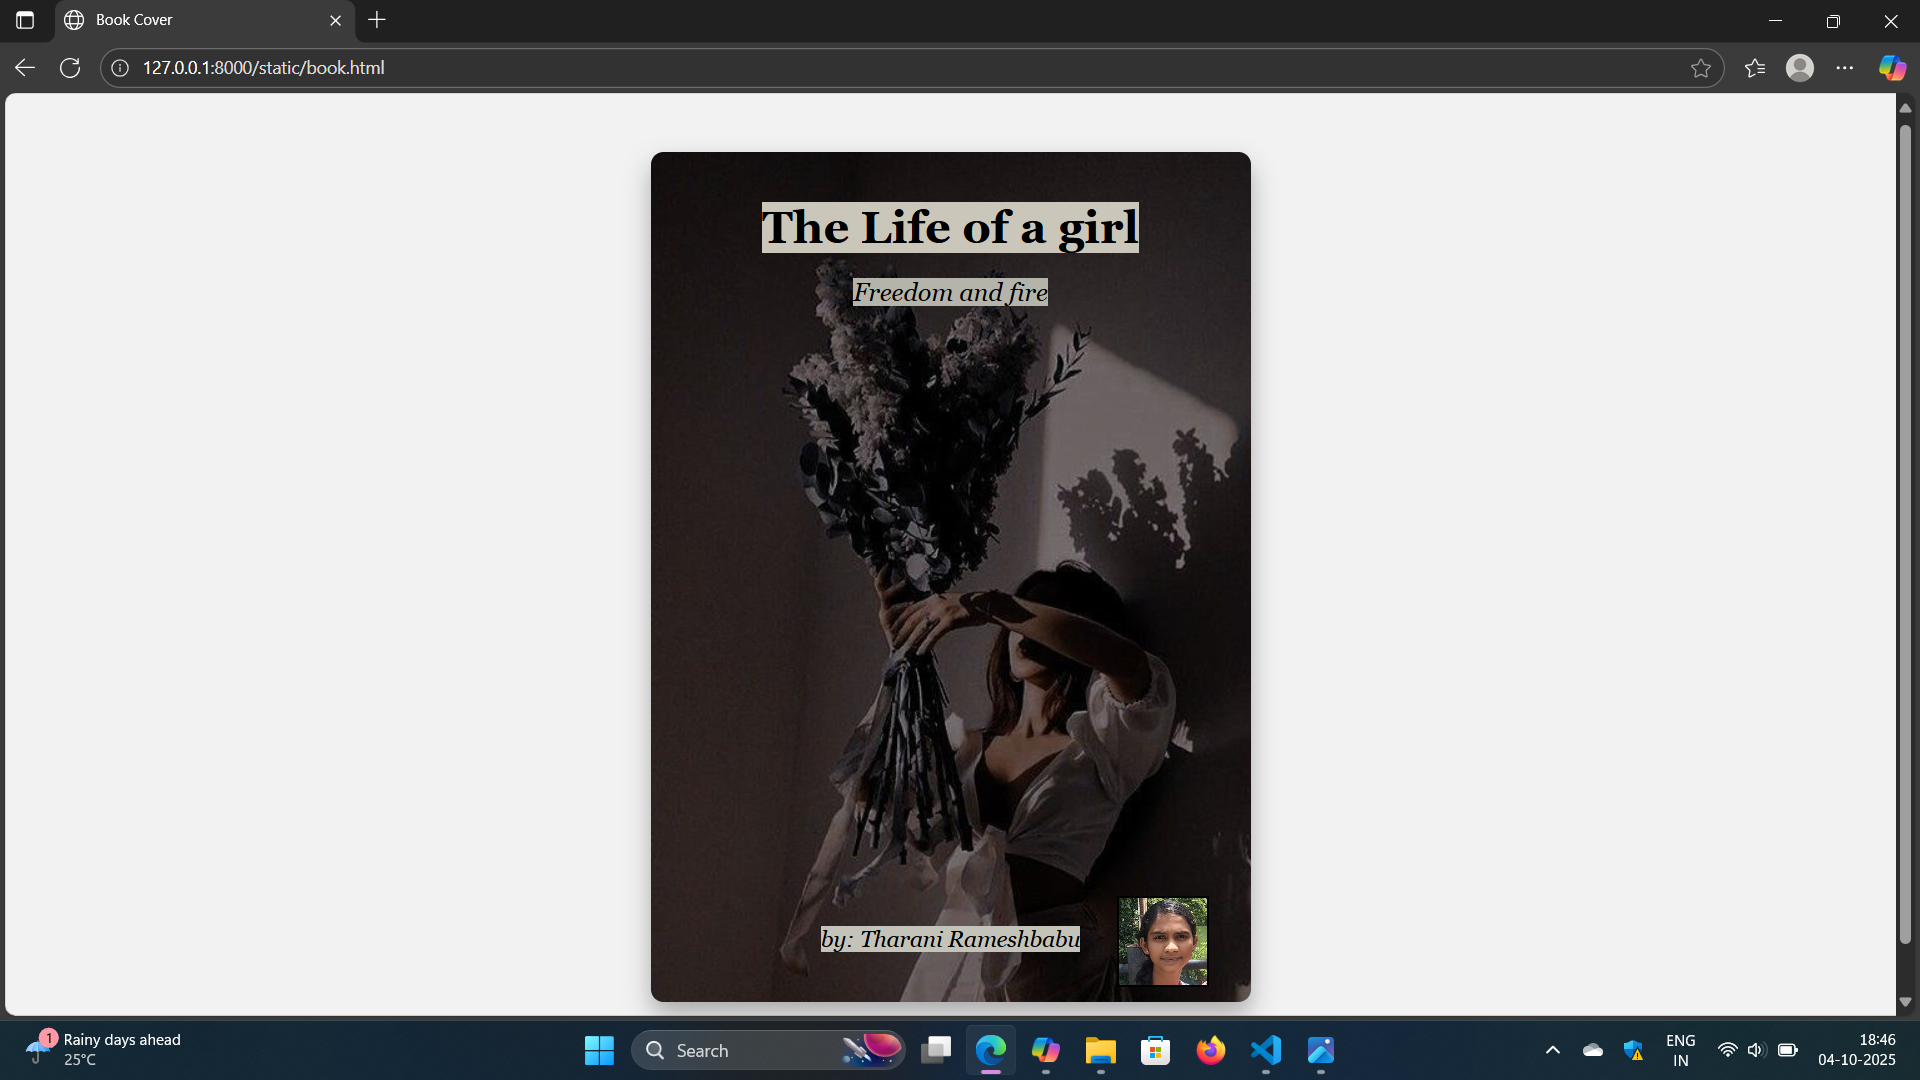 Book Cover
127.0.0.1:8000/static/book.html
The Life of a girl
Freedom and fire
by: Tharani Rameshbabu
1
Rainy days ahead
25°C
Search
ENG
IN
18:46
04-10-2025